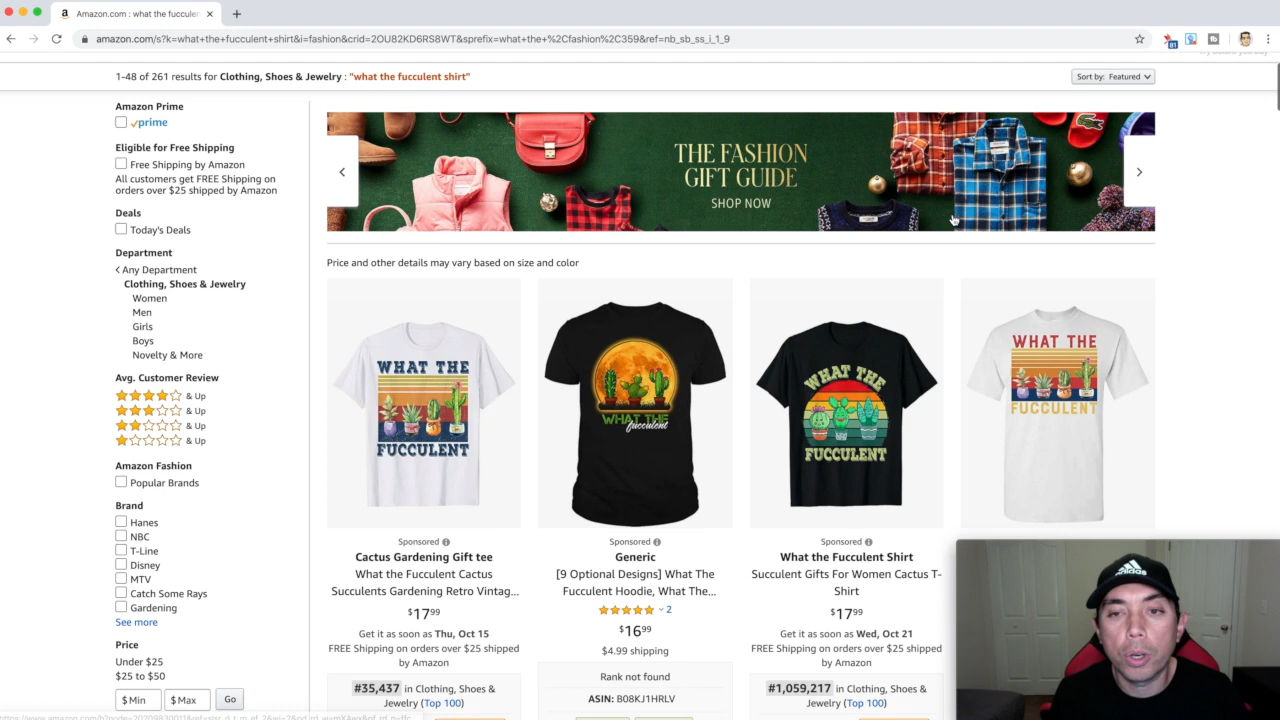 Amazon.com : what the fucculen
amazon.com/s?k=what+the+fucculent+shirt&i=fashion&crid=2OU82KD6RS8WT&sprefix=what+the+%2Cfashion%2C359&ref=nb_sb_ss_i_1_9
81
1-48 of 261 results for Clothing, Shoes & Jewelry : "what the fucculent shirt"
Sort by: Featured
Amazon Prime
prime
Eligible for Free Shipping
Free Shipping by Amazon
All customers get FREE Shipping on
orders over $25 shipped by Amazon
Deals
Today's Deals
Department
Any Department
Clothing, Shoes & Jewelry
Women
Men
Girls
Boys
Novelty & More
Avg. Customer Review
& Up
& Up
& Up
& Up
Amazon Fashion
Popular Brands
Brand
Hanes
NBC
T-Line
Disney
MTV
Catch Some Rays
Gardening
See more
Price
Under $25
$25 to $50
$ Min
$ Max
Go
THE FASHION
GIFT GUIDE
SHOP NOW
Price and other details may vary based on size and color
WHAT THE
FUCCULENT
WHAT THE
fucculent
WHAT THE
FUCCULENT
WHAT THE
FUCCULENT
Sponsored
Cactus Gardening Gift tee
What the Fucculent Cactus
Succulents Gardening Retro Vintag...
$17.99
Get it as soon as Thu, Oct 15
FREE Shipping on orders over $25 shipped
by Amazon
#35,437 in Clothing, Shoes &
Jewelry (Top 100)
Sponsored
Generic
[9 Optional Designs] What The
Fucculent Hoodie, What The...
2
$16.99
$4.99 shipping
Rank not found
ASIN: B08KJ1HRLV
Sponsored
What the Fucculent Shirt
Succulent Gifts For Women Cactus T-
Shirt
$17.99
Get it as soon as Wed, Oct 21
FREE Shipping on orders over $25 shipped
by Amazon
#1,059,217 in Clothing, Shoes &
Jewelry (Top 100)
adidas